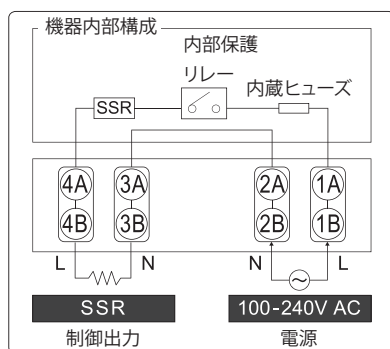 機器内部構成
内部保護
リレー
内蔵ヒューズ
SSR
4A 3A 2A 1A
4B 3B 2B 1B
L N N L
SSR 100-240V AC
制御出力 電源